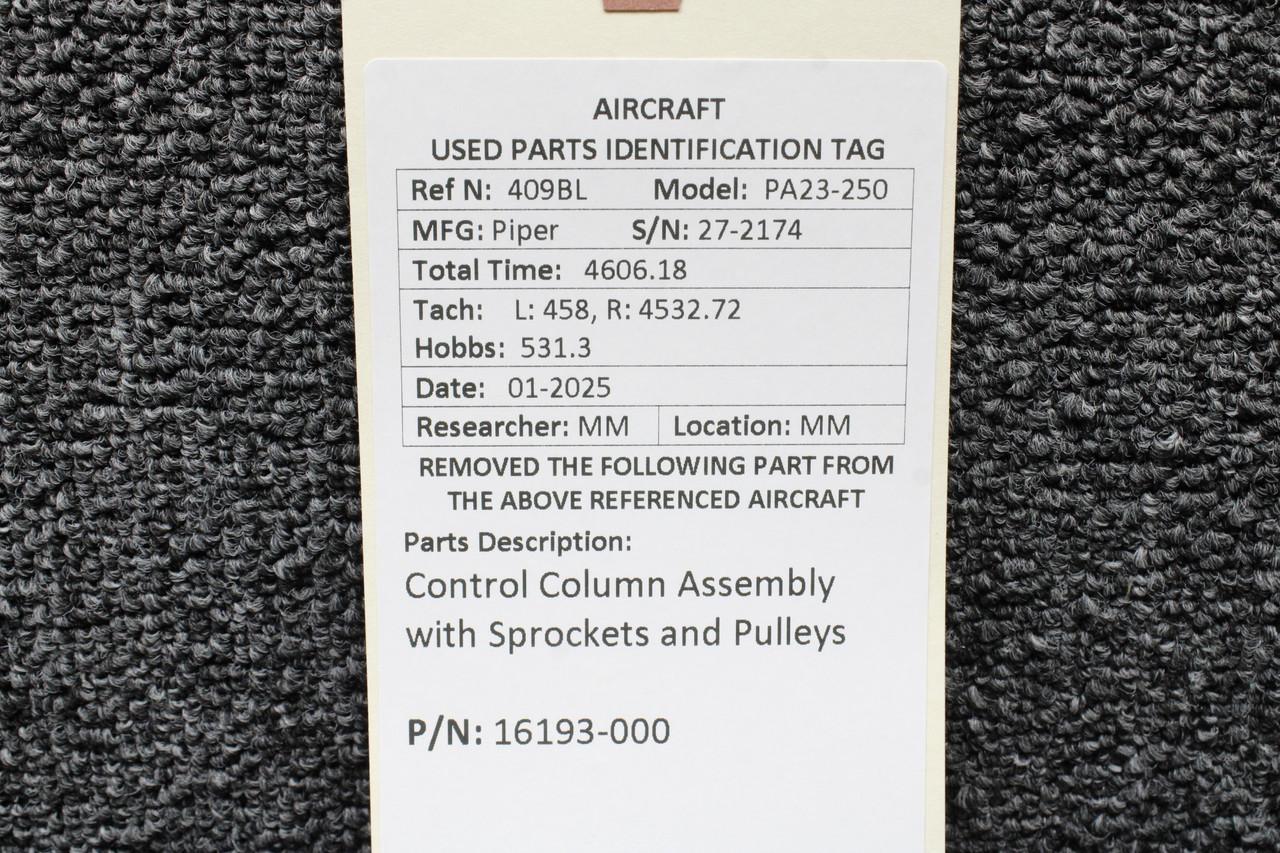 AIRCRAFT
USED PARTS IDENTIFICATION TAG
Ref N: 409BL Model: PA23-250
MFG: Piper S/N: 27-2174
Total Time: 4606.18
Tach: L: 458, R: 4532.72
Hobbs: 531.3
Date: 01-2025
Researcher: MM Location: MM
REMOVED THE FOLLOWING PART FROM
THE ABOVE REFERENCED AIRCRAFT
Parts Description:
Control Column Assembly
with Sprockets and Pulleys
P/N: 16193-000